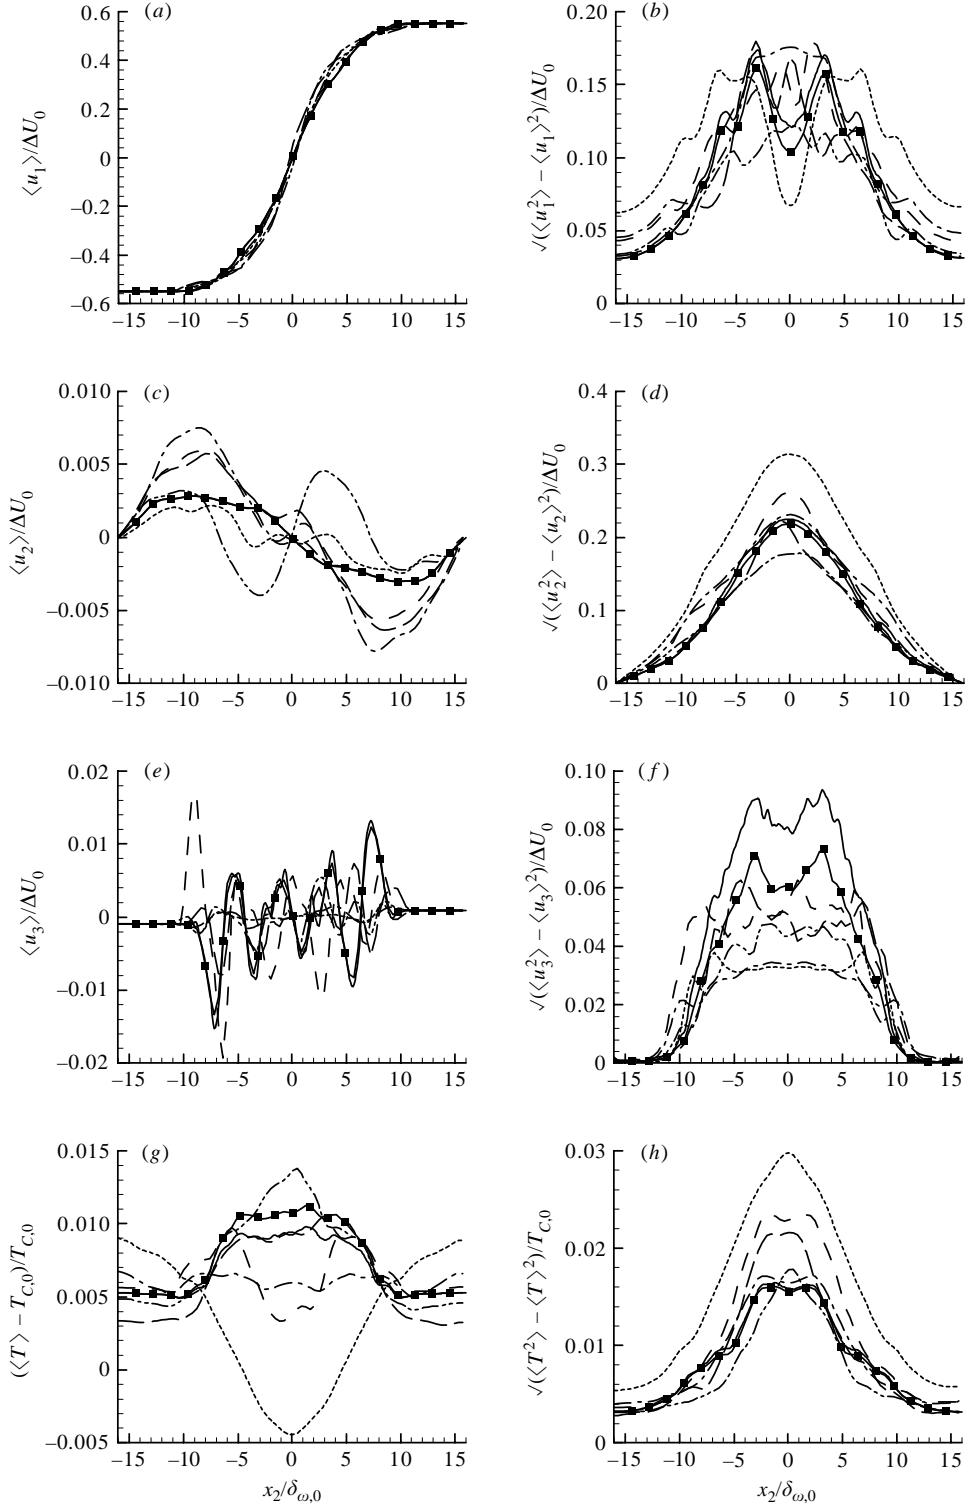 (a)
0.6
0.4
0.2
0
–0.2
–0.4
–0.6
⟨u₁⟩/ΔU₀
–15 –10 –5 0 5 10 15
(b)
0.20
0.15
0.10
0.05
0
√(⟨u₁²⟩ – ⟨u₁⟩²)/ΔU₀
–15 –10 –5 0 5 10 15
(c)
0.010
0.005
0
–0.005
–0.010
⟨u₂⟩/ΔU₀
–15 –10 –5 0 5 10 15
(d)
0.4
0.3
0.2
0.1
0
√(⟨u₂²⟩ – ⟨u₂⟩²)/ΔU₀
–15 –10 –5 0 5 10 15
(e)
0.02
0.01
0
–0.01
–0.02
⟨u₃⟩/ΔU₀
–15 –10 –5 0 5 10 15
(f)
0.10
0.08
0.06
0.04
0.02
0
√(⟨u₃²⟩ – ⟨u₃⟩²)/ΔU₀
–15 –10 –5 0 5 10 15
(g)
0.015
0.010
0.005
0
–0.005
(⟨T⟩ – T_{C,0})/T_{C,0}
–15 –10 –5 0 5 10 15
x₂/δ_{ω,0}
(h)
0.03
0.02
0.01
0
√(⟨T²⟩ – ⟨T⟩²)/T_{C,0}
–15 –10 –5 0 5 10 15
x₂/δ_{ω,0}